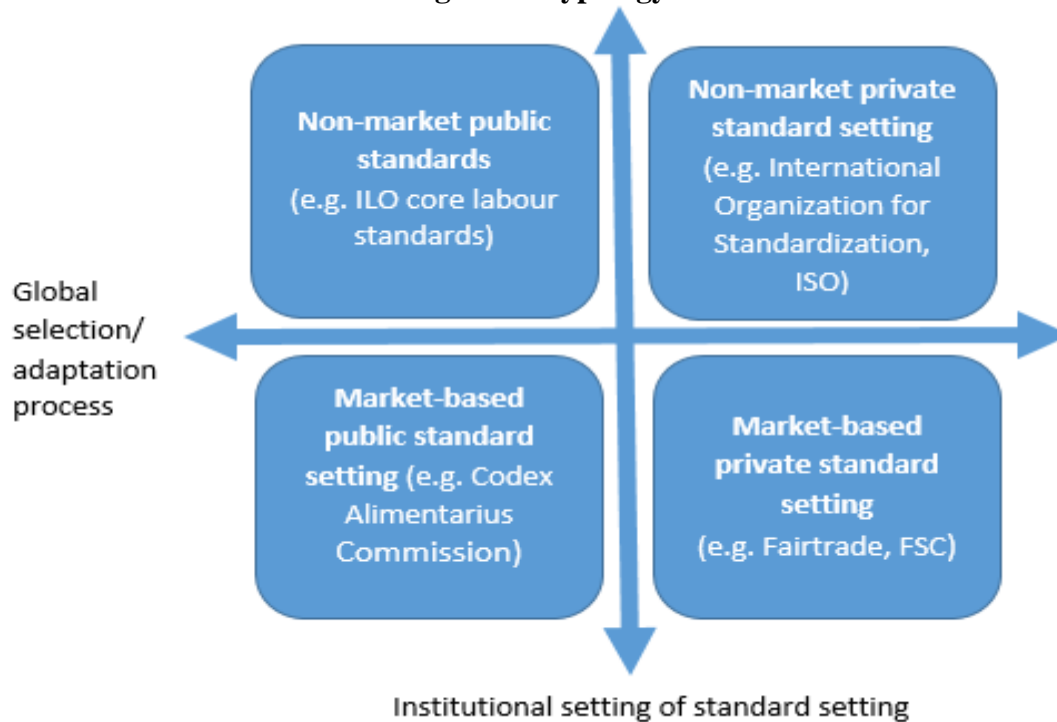 Non-market public
standards
(e.g. ILO core labour
standards)
Non-market private
standard setting
(e.g. International
Organization for
Standardization,
ISO)
Global
selection/
adaptation
process
Market-based
public standard
setting (e.g. Codex
Alimentarius
Commission)
Market-based
private standard
setting
(e.g. Fairtrade, FSC)
Institutional setting of standard setting